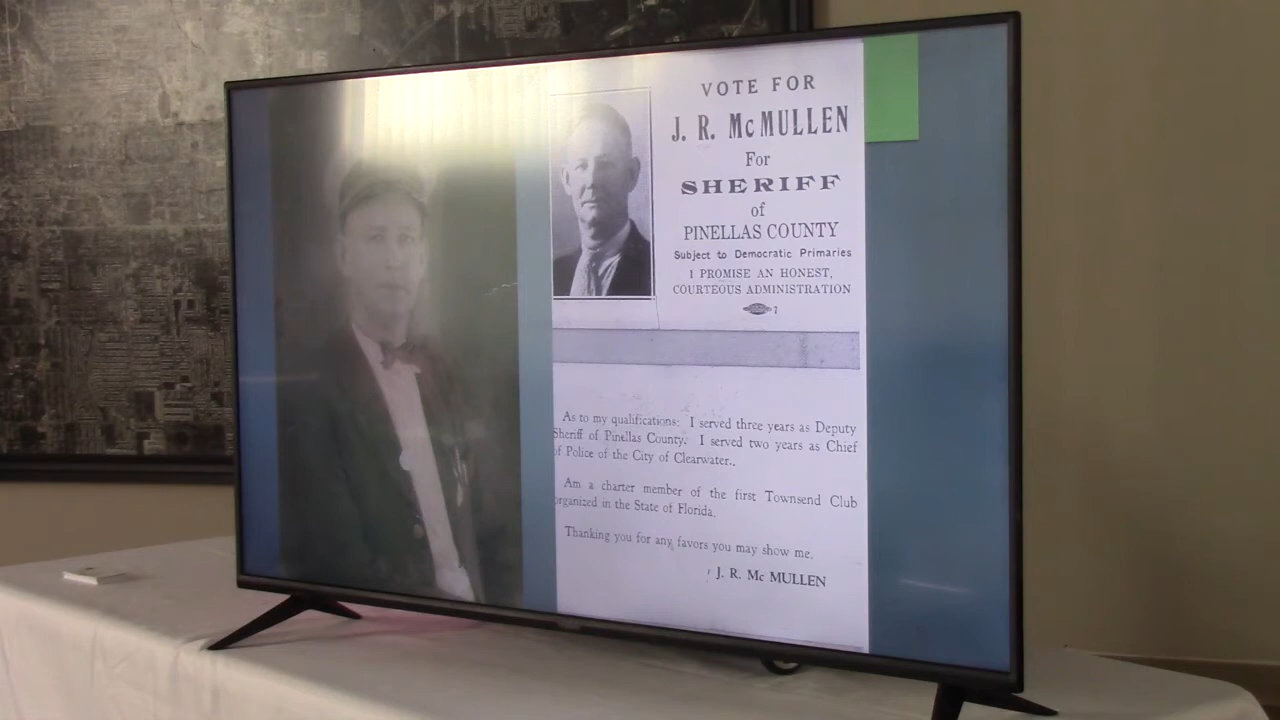 VOTE FOR
J. R. McMULLEN
For
SHERIFF
of
PINELLAS COUNTY
Subject to Democratic Primaries
I PROMISE AN HONEST,
COURTEOUS ADMINISTRATION
7
As to my qualifications: I served three years as Deputy
Sheriff of Pinellas County. I served two years as Chief
of Police of the City of Clearwater..
Am a charter member of the first Townsend Club
organized in the State of Florida.
Thanking you for any favors you may show me.
J. R. Mc MULLEN